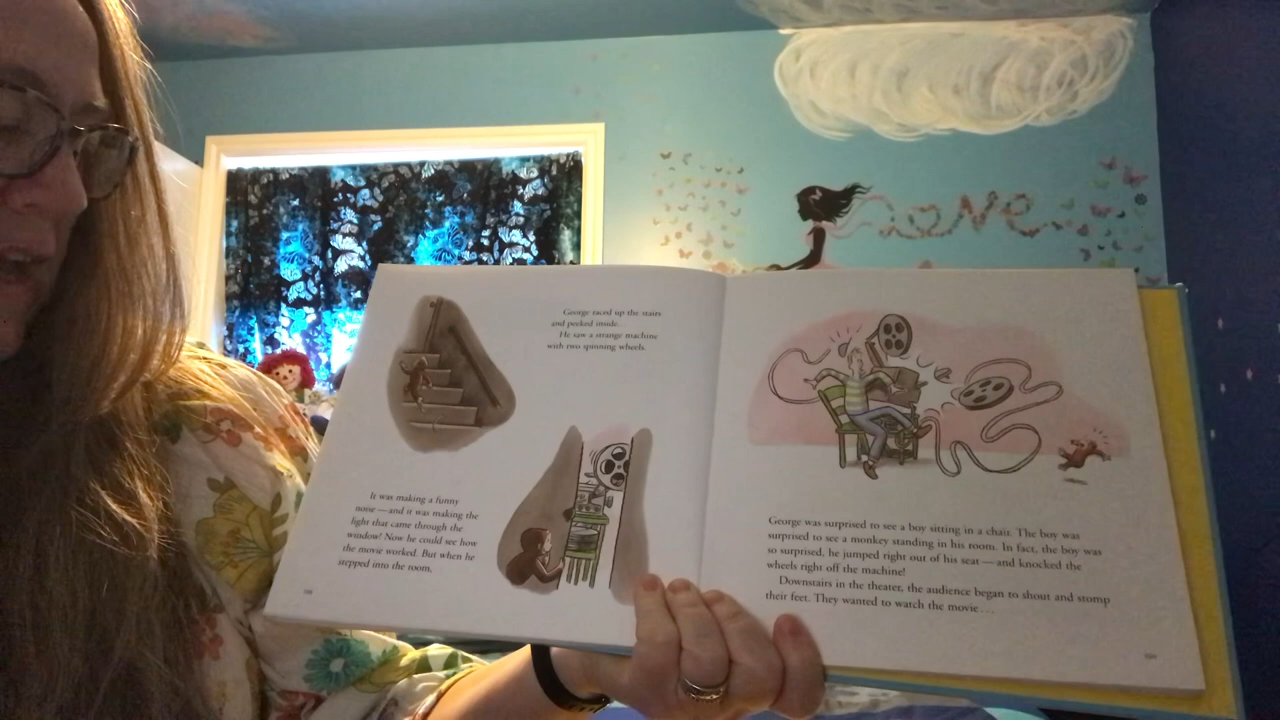 love
George raced up the stairs
and peeked inside.
He saw a strange machine
with two spinning wheels.
It was making a funny
noise—and it was making the
light that came through the
window! Now he could see how
the movie worked. But when he
stepped into the room,
George was surprised to see a boy sitting in a chair. The boy was
surprised to see a monkey standing in his room. In fact, the boy was
so surprised, he jumped right out of his seat—and knocked the
wheels right off the machine!
Downstairs in the theater, the audience began to shout and stomp
their feet. They wanted to watch the movie...